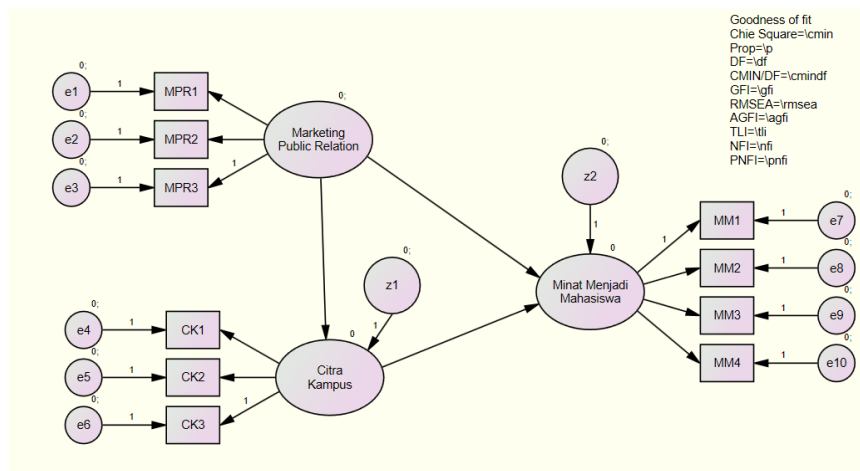 Goodness of fit
Chie Square=\cmin
Prop=\p
DF=\df
CMIN/DF=\cmindf
GFI=\gfi
RMSEA=\rmsea
AGFI=\agfi
TLI=\tli
NFI=\nfi
PNFI=\pnfi
0;
e1
1
MPR1
0;
e2
1
MPR2
0;
e3
1
MPR3
1
0;
Marketing
Public Relation
0;
z2
1
0;
z1
1
0;
e4
1
CK1
0;
e5
1
CK2
0;
e6
1
CK3
1
0
Citra
Kampus
0
Minat Menjadi
Mahasiswa
1
MM1
1
0;
e7
MM2
1
0;
e8
MM3
1
0;
e9
MM4
1
0;
e10